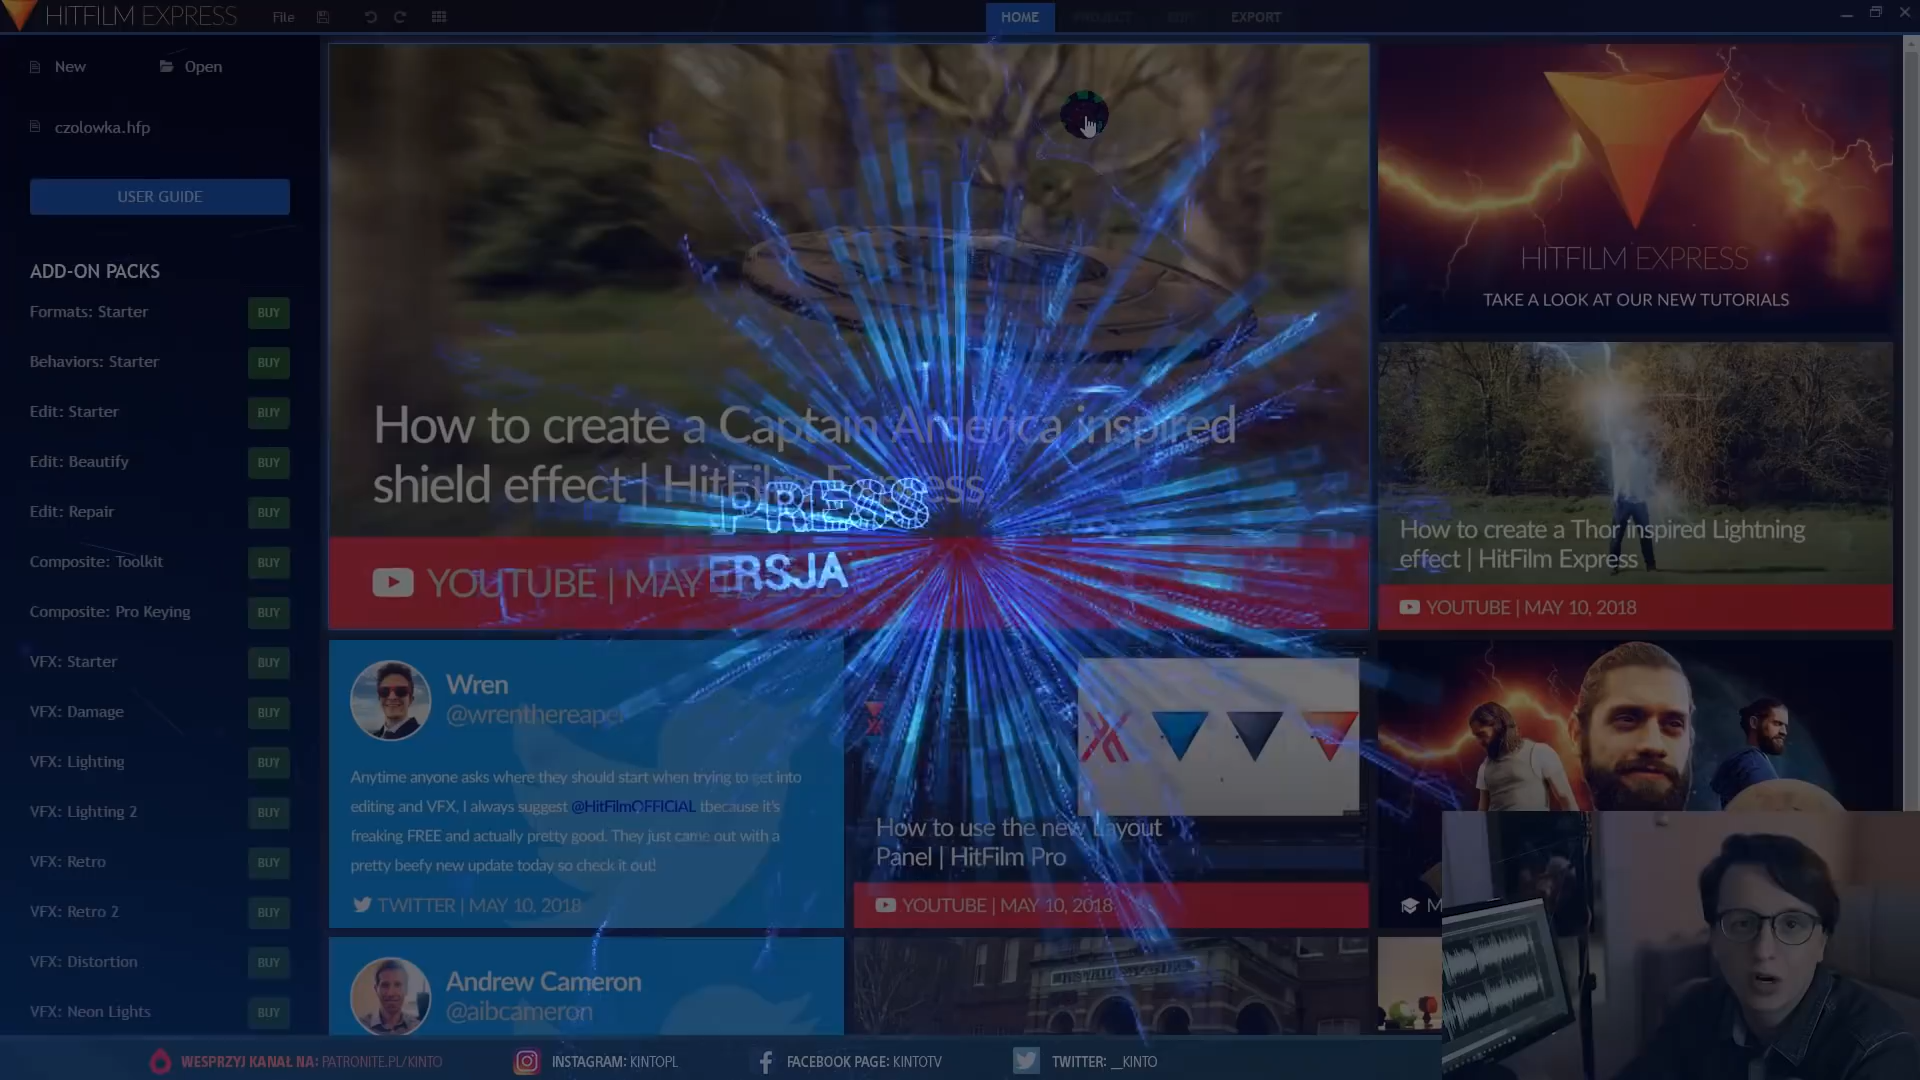 HITFILM EXPRESS
File
HOME
PROJECT
EDIT
EXPORT
New
Open
czolowka.hfp
USER GUIDE
ADD-ON PACKS
Formats: Starter
BUY
Behaviors: Starter
BUY
Edit: Starter
BUY
Edit: Beautify
BUY
Edit: Repair
BUY
Composite: Toolkit
BUY
Composite: Pro Keying
BUY
VFX: Starter
BUY
VFX: Damage
BUY
VFX: Lighting
BUY
VFX: Lighting 2
BUY
VFX: Retro
BUY
VFX: Retro 2
BUY
VFX: Distortion
BUY
VFX: Neon Lights
BUY
How to create a Captain America inspired
shield effect | HitFilm Express
PRESS
YOUTUBE | MAY
ERSJA
HITFILM EXPRESS
TAKE A LOOK AT OUR NEW TUTORIALS
How to create a Thor inspired Lightning
effect | HitFilm Express
YOUTUBE | MAY 10, 2018
Wren
@wrenthereaper
Anytime anyone asks where they should start when trying to get into
editing and VFX, I always suggest @HitFilmOFFICIAL tbecause it's
freaking FREE and actually pretty good. They just came out with a
pretty beefy new update today so check it out!
TWITTER | MAY 10, 2018
How to use the new Layout
Panel | HitFilm Pro
YOUTUBE | MAY 10, 2018
M
Andrew Cameron
@aibcameron
WESPRZYJ KANAŁ NA: PATRONITE.PL/KINTO
INSTAGRAM: KINTOPL
FACEBOOK PAGE: KINTOTV
TWITTER: __KINTO